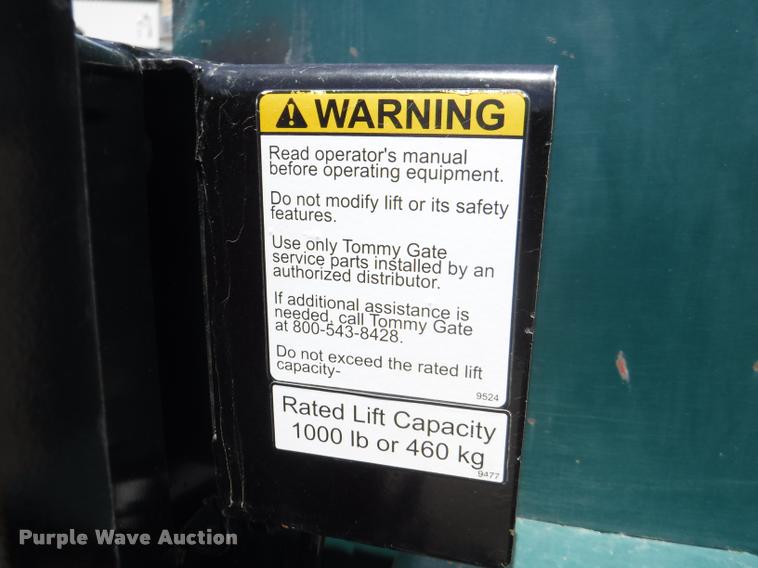 WARNING
Read operator's manual
before operating equipment.
Do not modify lift or its safety
features.
Use only Tommy Gate
service parts installed by an
authorized distributor.
If additional assistance is
needed, call Tommy Gate
at 800-543-8428.
Do not exceed the rated lift
capacity-
9524
Rated Lift Capacity
1000 lb or 460 kg
9477
Purple Wave Auction